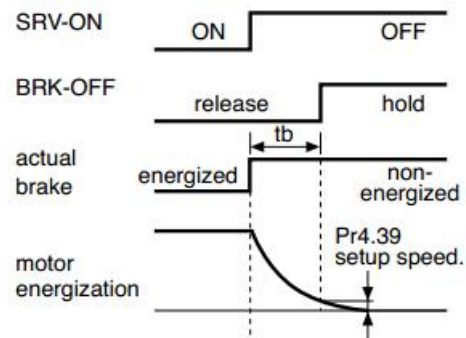 SRV-ON
ON OFF
BRK-OFF
release hold
tb
actual
brake
energized non-
energized
Pr4.39
setup speed.
motor
energization